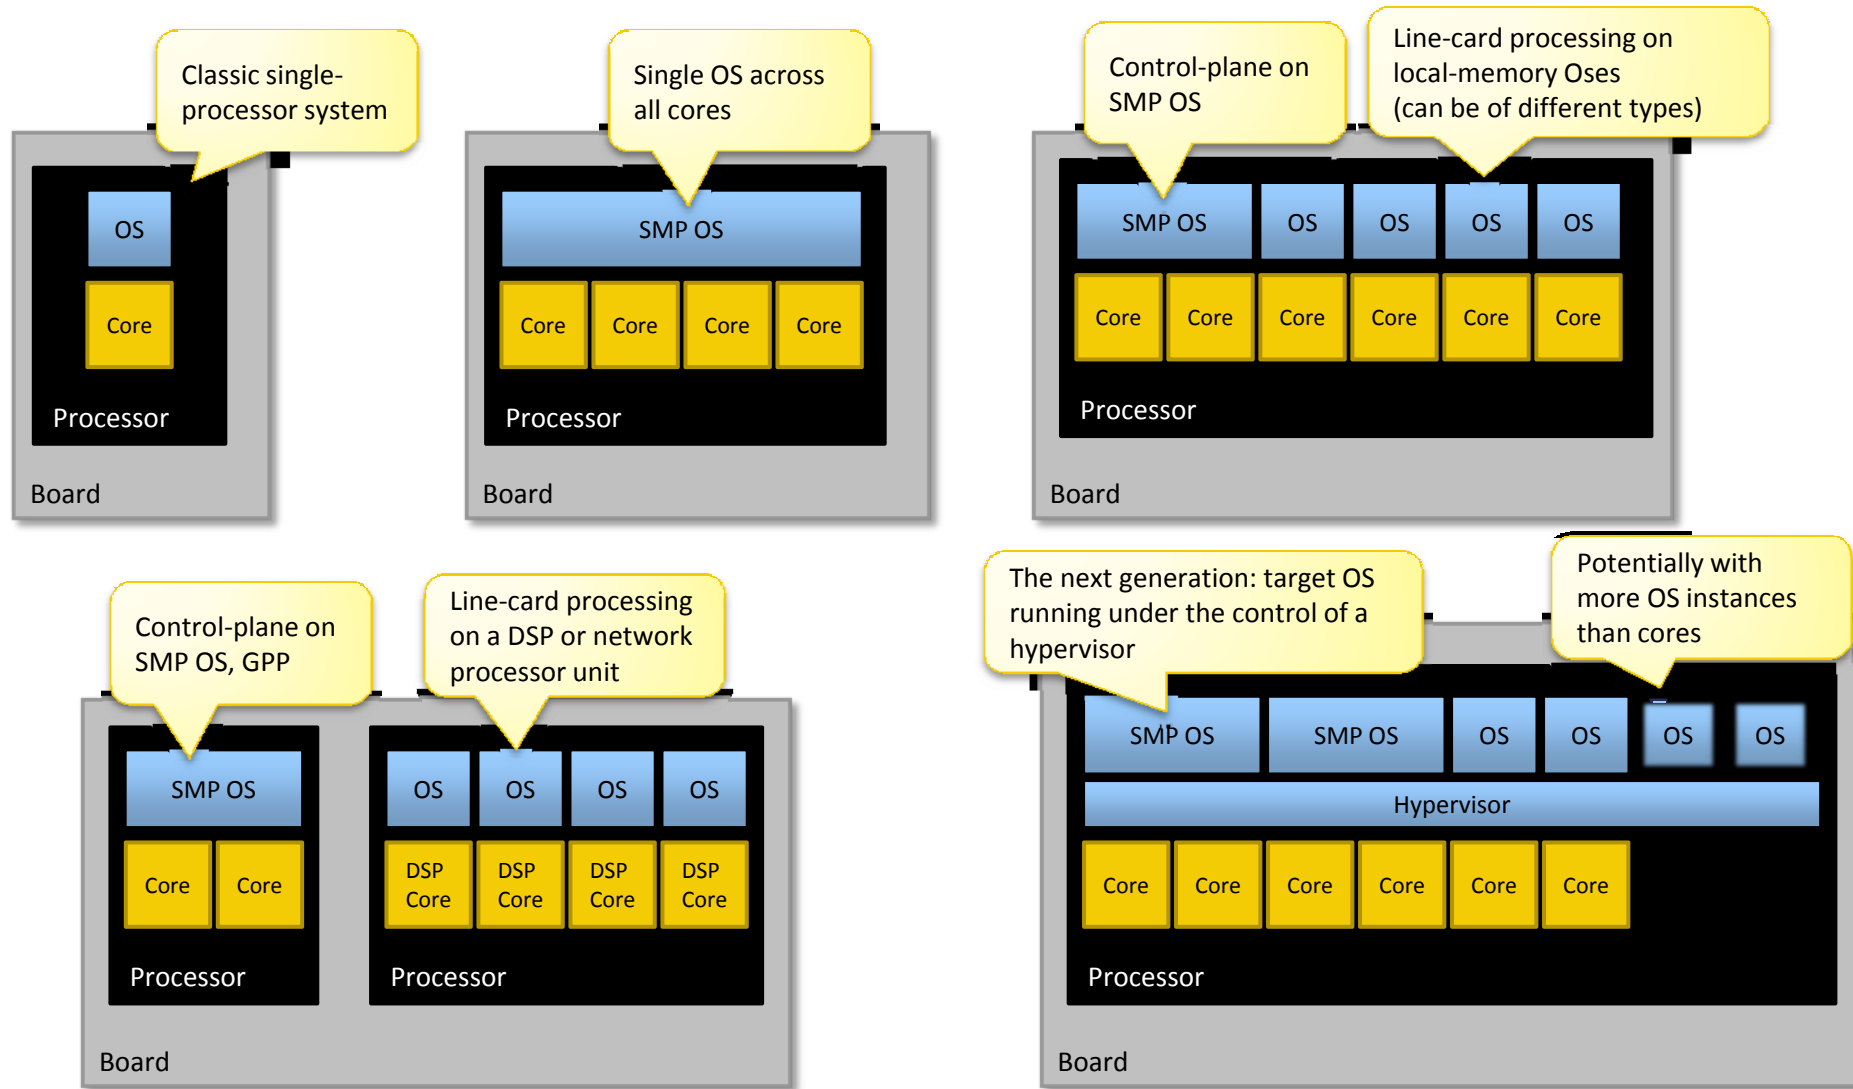 Classic single-
processor system
OS
Core
Processor
Board
Single OS across
all cores
SMP OS
Core Core Core Core
Processor
Board
Control-plane on
SMP OS
Line-card processing on
local-memory Oses
(can be of different types)
SMP OS OS OS OS OS
Core Core Core Core Core Core
Processor
Board
Control-plane on
SMP OS, GPP
Line-card processing
on a DSP or network
processor unit
SMP OS
Core Core
Processor
OS OS OS OS
DSP DSP DSP DSP
Core Core Core Core
Processor
Board
The next generation: target OS
running under the control of a
hypervisor
Potentially with
more OS instances
than cores
SMP OS SMP OS OS OS OS OS
Hypervisor
Core Core Core Core Core Core
Processor
Board